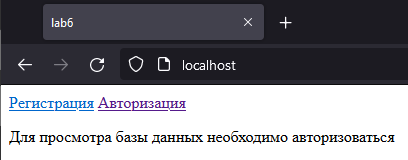 lab6
localhost
Регистрация Авторизация
Для просмотра базы данных необходимо авторизоваться